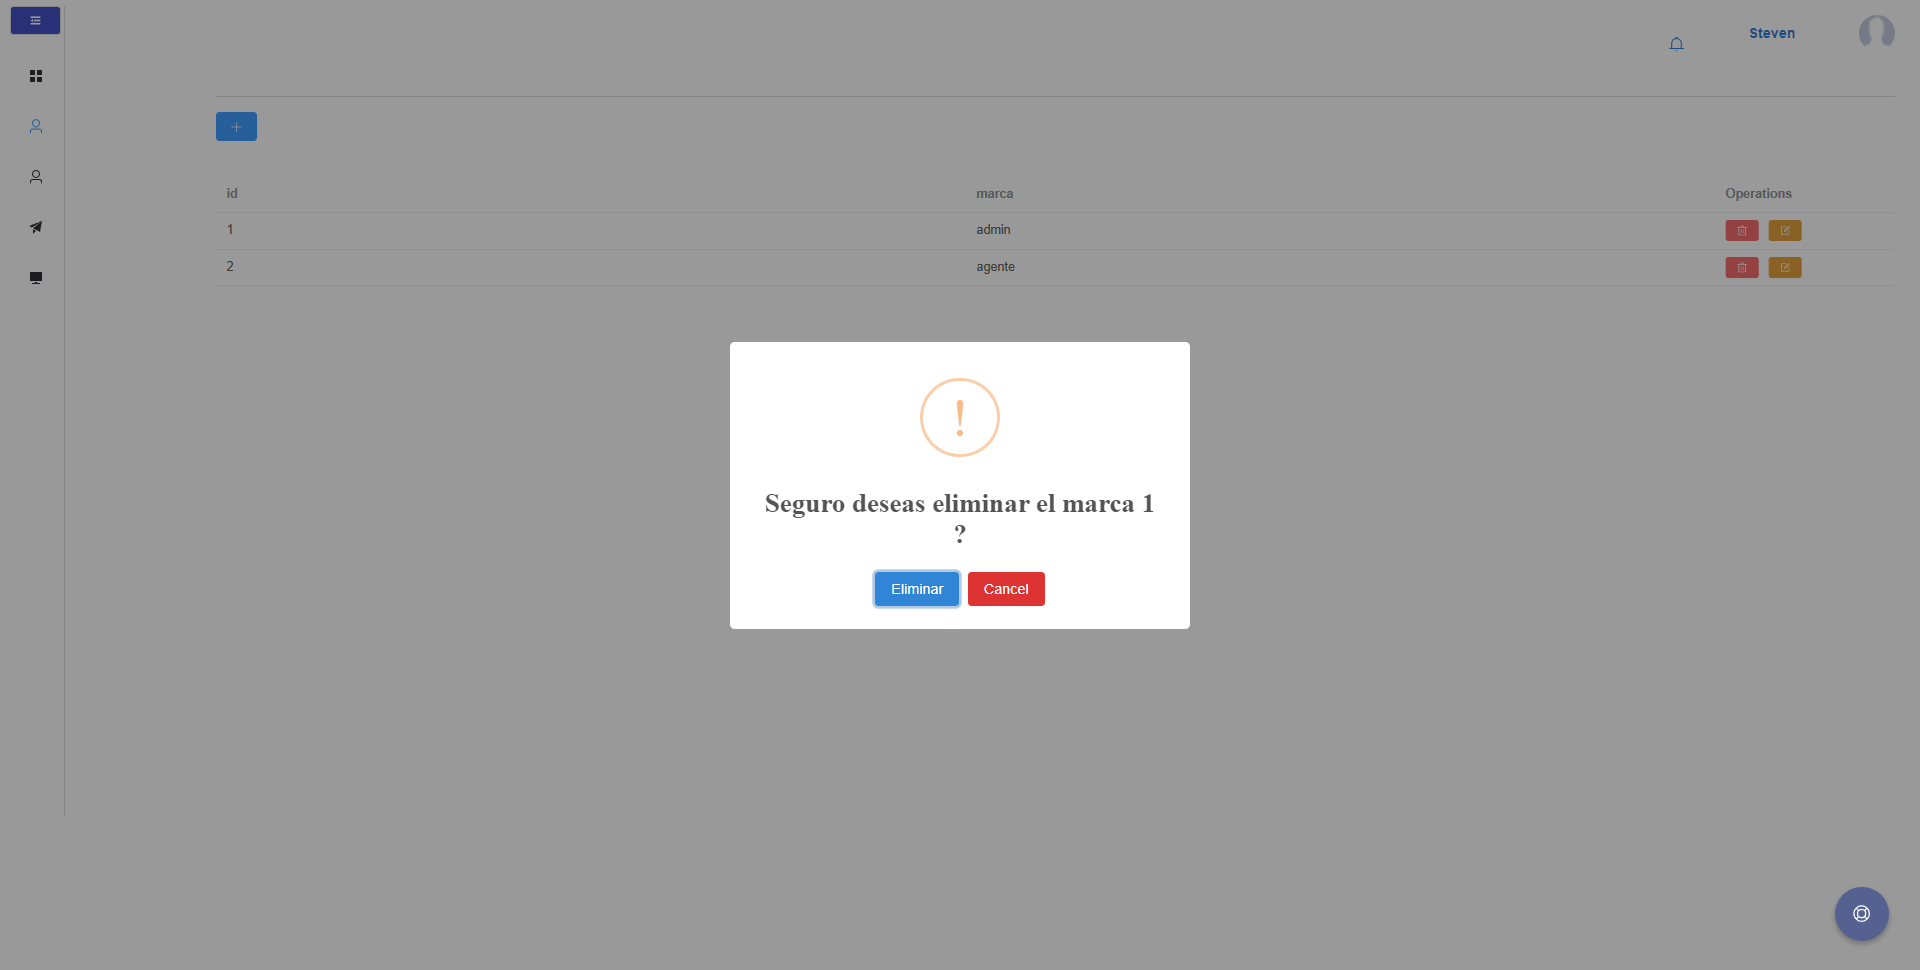 Steven
id marca Operations
1 admin
2 agente
Seguro deseas eliminar el marca 1
?
Eliminar Cancel